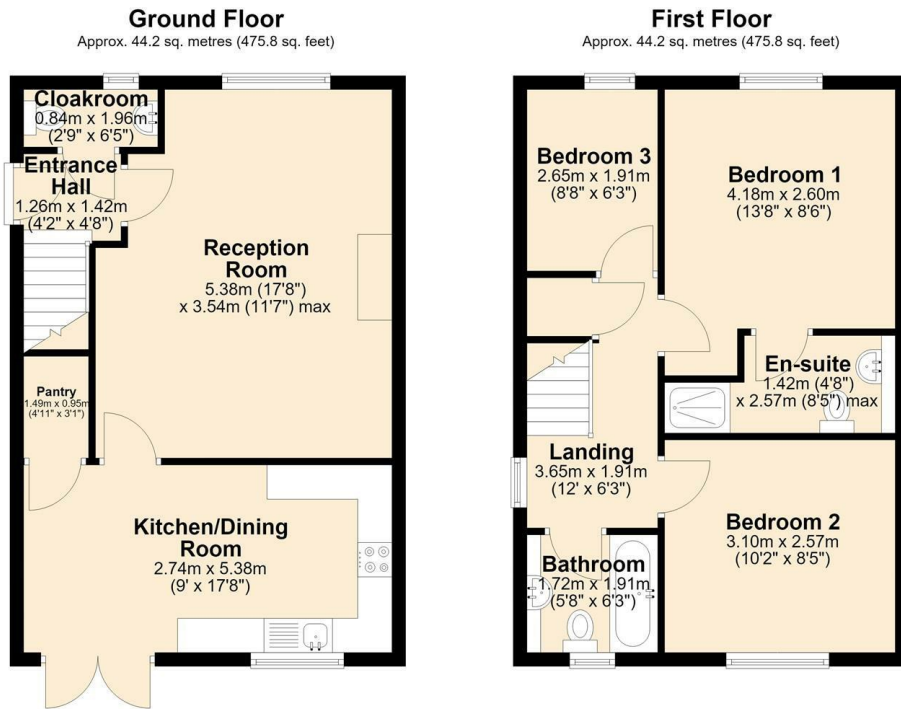 Ground Floor
Approx. 44.2 sq. metres (475.8 sq. feet)
Cloakroom
0.84m x 1.96m
(2'9" x 6'5")
Entrance
Hall
1.26m x 1.42m
(4'2" x 4'8")
Reception
Room
5.38m (17'8")
x 3.54m (11'7") max
Pantry
1.49m x 0.95m
(4'11" x 3'1")
Kitchen/Dining
Room
2.74m x 5.38m
(9' x 17'8")
First Floor
Approx. 44.2 sq. metres (475.8 sq. feet)
Bedroom 3
2.65m x 1.91m
(8'8" x 6'3")
Bedroom 1
4.18m x 2.60m
(13'8" x 8'6")
En-suite
1.42m (4'8")
x 2.57m (8'5") max
Landing
3.65m x 1.91m
(12' x 6'3")
Bedroom 2
3.10m x 2.57m
(10'2" x 8'5")
Bathroom
1.72m x 1.91m
(5'8" x 6'3")